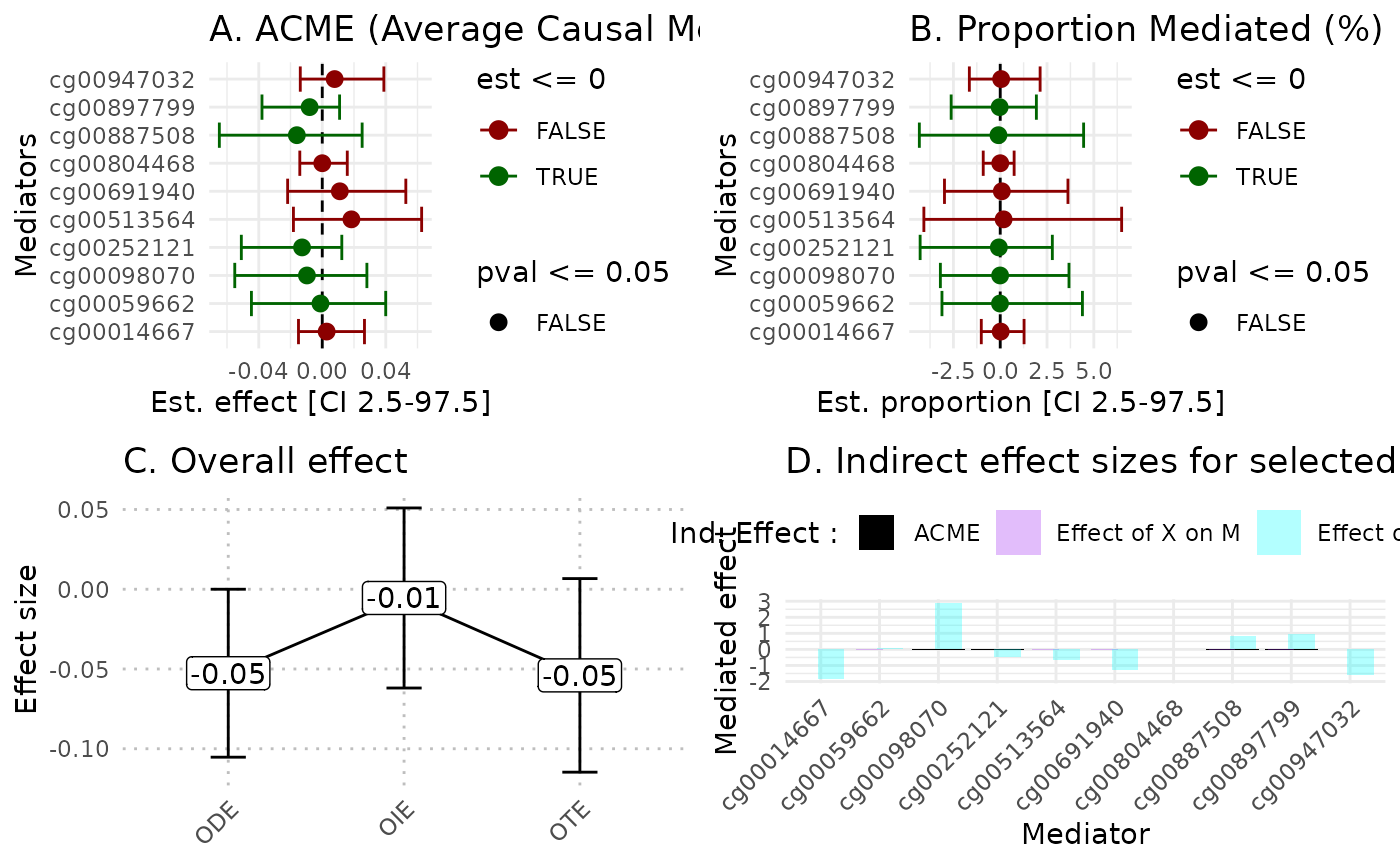 A. ACME (Average Causal M
Mediators
cg00947032
cg00897799
cg00887508
cg00804468
cg00691940
cg00513564
cg00252121
cg00098070
cg00059662
cg00014667
-0.04 0.00 0.04
Est. effect [CI 2.5-97.5]
est <= 0
FALSE
TRUE
pval <= 0.05
FALSE
B. Proportion Mediated (%)
Mediators
cg00947032
cg00897799
cg00887508
cg00804468
cg00691940
cg00513564
cg00252121
cg00098070
cg00059662
cg00014667
-2.5 0.0 2.5 5.0
Est. proportion [CI 2.5-97.5]
est <= 0
FALSE
TRUE
pval <= 0.05
FALSE
C. Overall effect
Effect size
0.05
0.00
-0.05
-0.10
-0.05
-0.01
-0.05
ODE
OIE
OTE
D. Indirect effect sizes for selected
Ind. Effect :
ACME
Effect of X on M
Effect
Mediated effect
3
2
1
0
-1
-2
cg00014667
cg00059662
cg00098070
cg00252121
cg00513564
cg00691940
cg00804468
cg00887508
cg00897799
cg00947032
Mediator